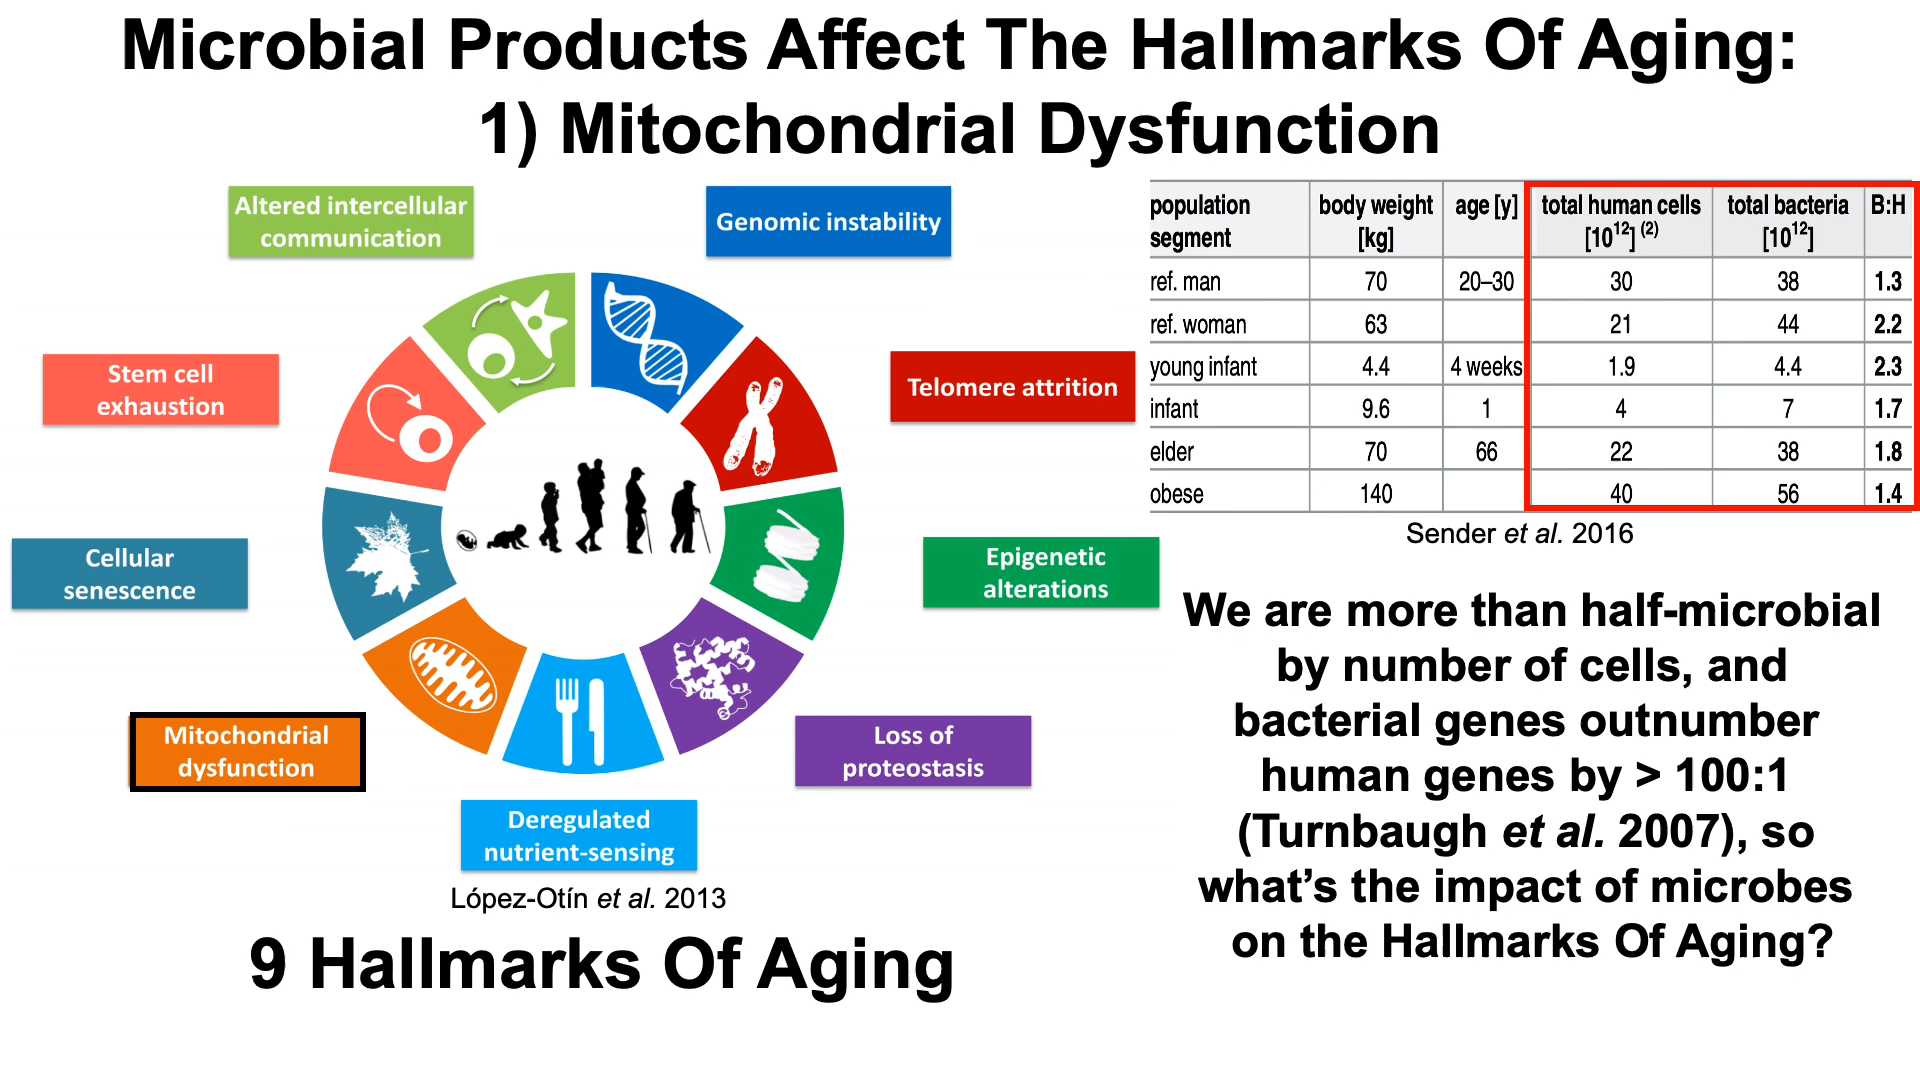 Microbial Products Affect The Hallmarks Of Aging:
1) Mitochondrial Dysfunction
Altered intercellular
communication
Genomic instability
Stem cell
exhaustion
Telomere attrition
Cellular
senescence
Epigenetic
alterations
Mitochondrial
dysfunction
Loss of
proteostasis
Deregulated
nutrient-sensing
López-Otín et al. 2013
9 Hallmarks Of Aging
population segment | body weight [kg] | age [y] | total human cells [10¹²] ⁽²⁾ | total bacteria [10¹²] | B:H
ref. man | 70 | 20–30 | 30 | 38 | 1.3
ref. woman | 63 | | 21 | 44 | 2.2
young infant | 4.4 | 4 weeks | 1.9 | 4.4 | 2.3
infant | 9.6 | 1 | 4 | 7 | 1.7
elder | 70 | 66 | 22 | 38 | 1.8
obese | 140 | | 40 | 56 | 1.4
Sender et al. 2016
We are more than half-microbial
by number of cells, and
bacterial genes outnumber
human genes by > 100:1
(Turnbaugh et al. 2007), so
what's the impact of microbes
on the Hallmarks Of Aging?